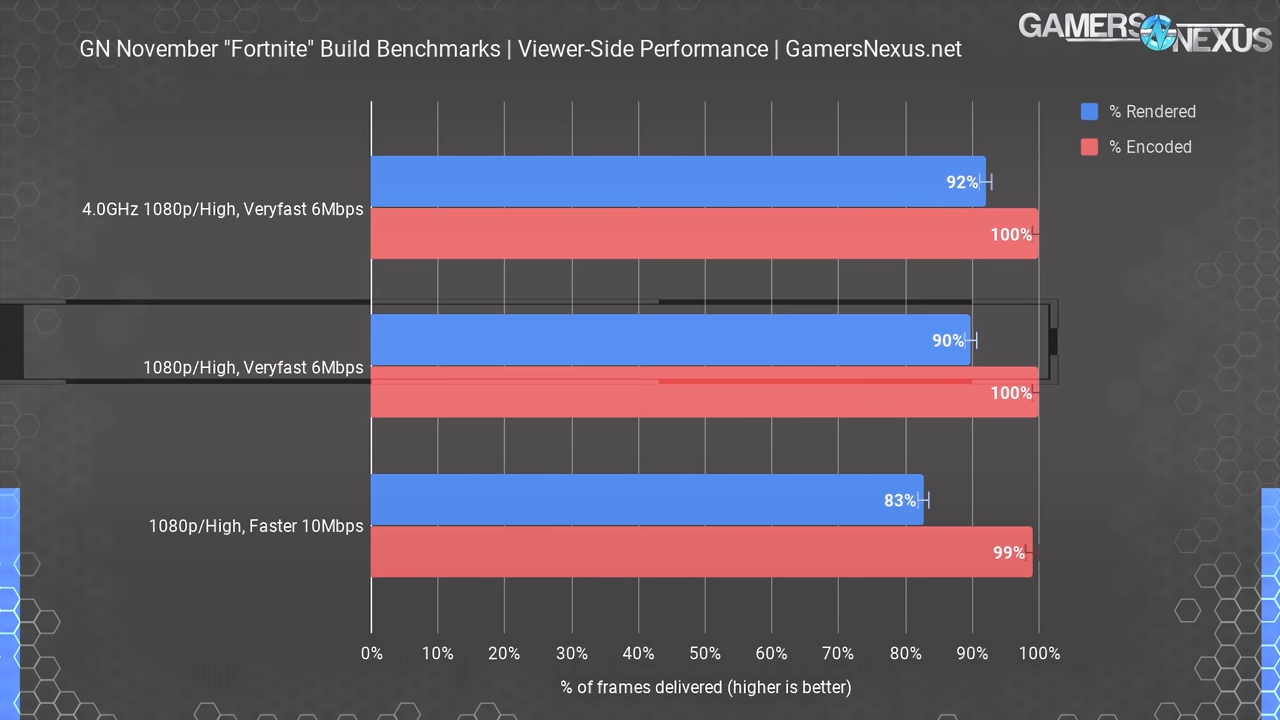 GN November "Fortnite" Build Benchmarks | Viewer-Side Performance | GamersNexus.net
GAMERS NEXUS
% Rendered
% Encoded
4.0GHz 1080p/High, Veryfast 6Mbps
92%
100%
1080p/High, Veryfast 6Mbps
90%
100%
1080p/High, Faster 10Mbps
83%
99%
0% 10% 20% 30% 40% 50% 60% 70% 80% 90% 100%
% of frames delivered (higher is better)